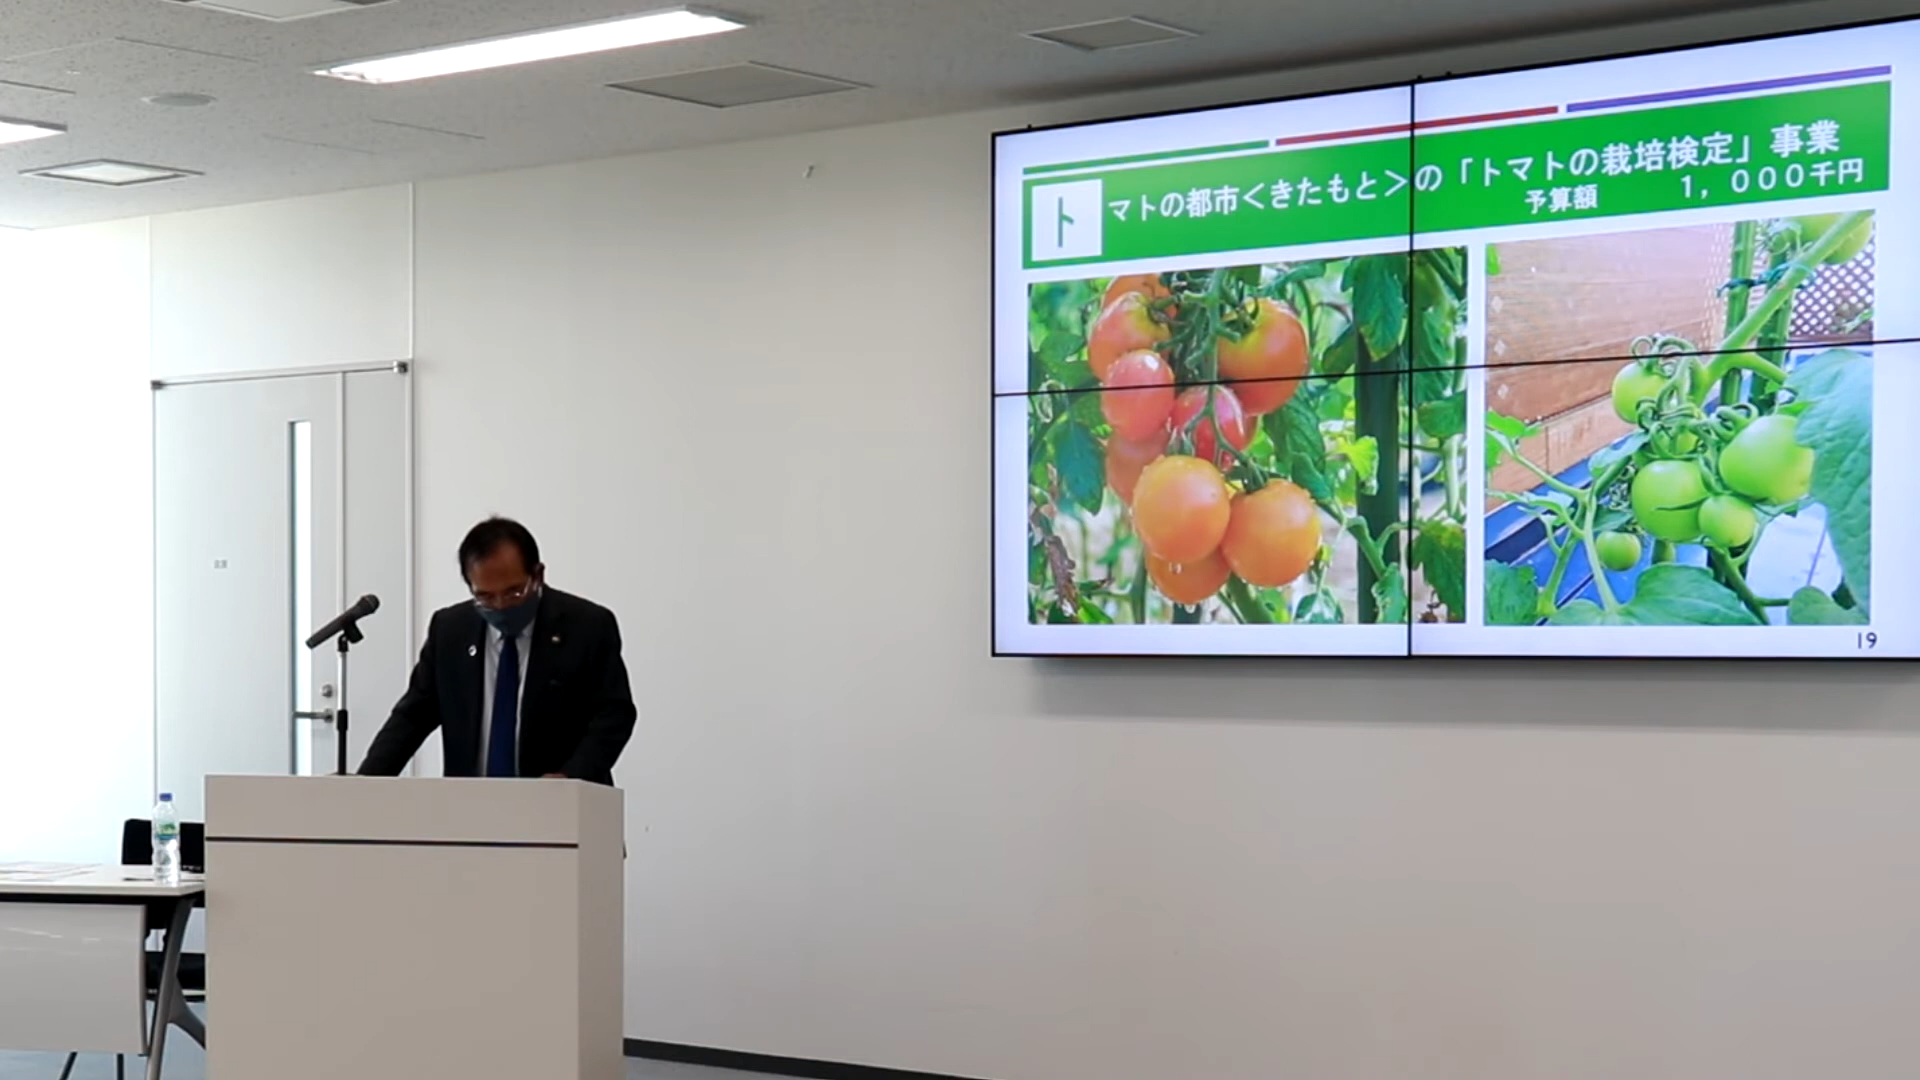 トマトの都市＜きたもと＞の「トマトの栽培検定」事業
予算額　１，０００千円
19